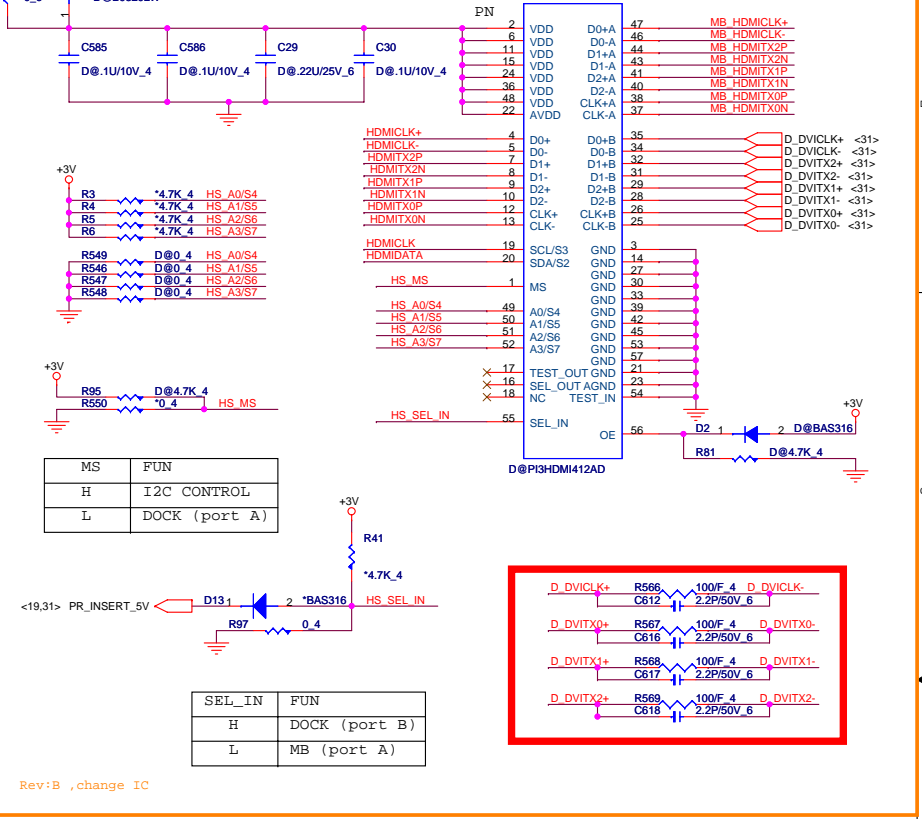 PN
C585
D@.1U/10V_4
C586
D@.1U/10V_4
C29
D@.22U/25V_6
C30
D@.1U/10V_4
2 VDD
6 VDD
11 VDD
15 VDD
24 VDD
36 VDD
48 VDD
22 AVDD
D0+A 47 MB_HDMICLK+
D0-A 46 MB_HDMICLK-
D1+A 44 MB_HDMITX2P
D1-A 43 MB_HDMITX2N
D2+A 41 MB_HDMITX1P
D2-A 40 MB_HDMITX1N
CLK+A 38 MB_HDMITX0P
CLK-A 37 MB_HDMITX0N
HDMICLK+ 4 D0+
HDMICLK- 5 D0-
HDMITX2P 7 D1+
HDMITX2N 8 D1-
HDMITX1P 9 D2+
HDMITX1N 10 D2-
HDMITX0P 12 CLK+
HDMITX0N 13 CLK-
D0+B 35 D_DVICLK+ <31>
D0-B 34 D_DVICLK- <31>
D1+B 32 D_DVITX2+ <31>
D1-B 31 D_DVITX2- <31>
D2+B 29 D_DVITX1+ <31>
D2-B 28 D_DVITX1- <31>
CLK+B 26 D_DVITX0+ <31>
CLK-B 25 D_DVITX0- <31>
HDMICLK 19 SCL/S3
HDMIDATA 20 SDA/S2
HS_MS 1 MS
HS_A0/S4 49 A0/S4
HS_A1/S5 50 A1/S5
HS_A2/S6 51 A2/S6
HS_A3/S7 52 A3/S7
17 TEST_OUT
16 SEL_OUT
18 NC
HS_SEL_IN 55 SEL_IN
GND 3
GND 14
GND 27
GND 30
GND 33
GND 39
GND 42
GND 45
GND 53
GND 57
GND 21
AGND 23
TEST_IN 54
OE 56
D@PI3HDMI412AD
+3V
D2 1 2 D@BAS316
R81 D@4.7K_4
+3V
R3 *4.7K_4 HS_A0/S4
R4 *4.7K_4 HS_A1/S5
R5 *4.7K_4 HS_A2/S6
R6 *4.7K_4 HS_A3/S7
R549 D@0_4 HS_A0/S4
R546 D@0_4 HS_A1/S5
R547 D@0_4 HS_A2/S6
R548 D@0_4 HS_A3/S7
+3V
R95 D@4.7K_4
R550 *0_4 HS_MS
MS FUN
H I2C CONTROL
L DOCK (port A)
+3V
R41
*4.7K_4
<19,31> PR_INSERT_5V D13 1 2 *BAS316 HS_SEL_IN
R97 0_4
SEL_IN FUN
H DOCK (port B)
L MB (port A)
D_DVICLK+ R566 100/F_4 D_DVICLK-
C612 2.2P/50V_6
D_DVITX0+ R567 100/F_4 D_DVITX0-
C616 2.2P/50V_6
D_DVITX1+ R568 100/F_4 D_DVITX1-
C617 2.2P/50V_6
D_DVITX2+ R569 100/F_4 D_DVITX2-
C618 2.2P/50V_6
Rev:B ,change IC